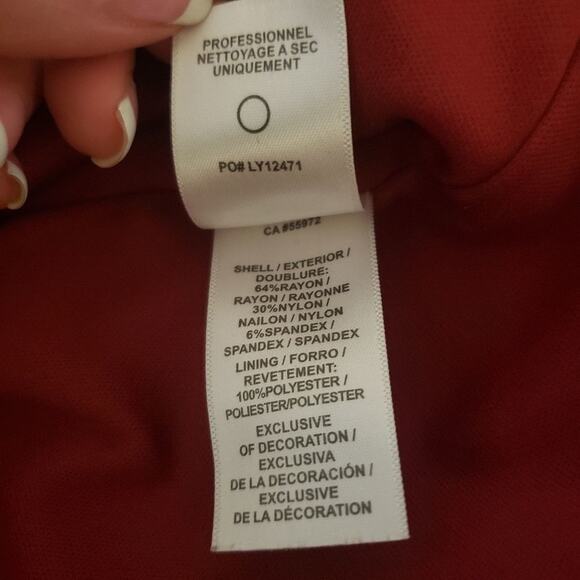 PROFESSIONNEL
NETTOYAGE A SEC
UNIQUEMENT
PO# LY12471
CA #55972
SHELL / EXTERIOR /
DOUBLURE:
64%RAYON /
RAYON / RAYONNE
30%NYLON /
NAILON / NYLON
6%SPANDEX /
SPANDEX / SPANDEX
LINING / FORRO /
REVETEMENT:
100%POLYESTER /
POLIESTER/POLYESTER
EXCLUSIVE
OF DECORATION /
EXCLUSIVA
DE LA DECORACIÓN /
EXCLUSIVE
DE LA DÉCORATION